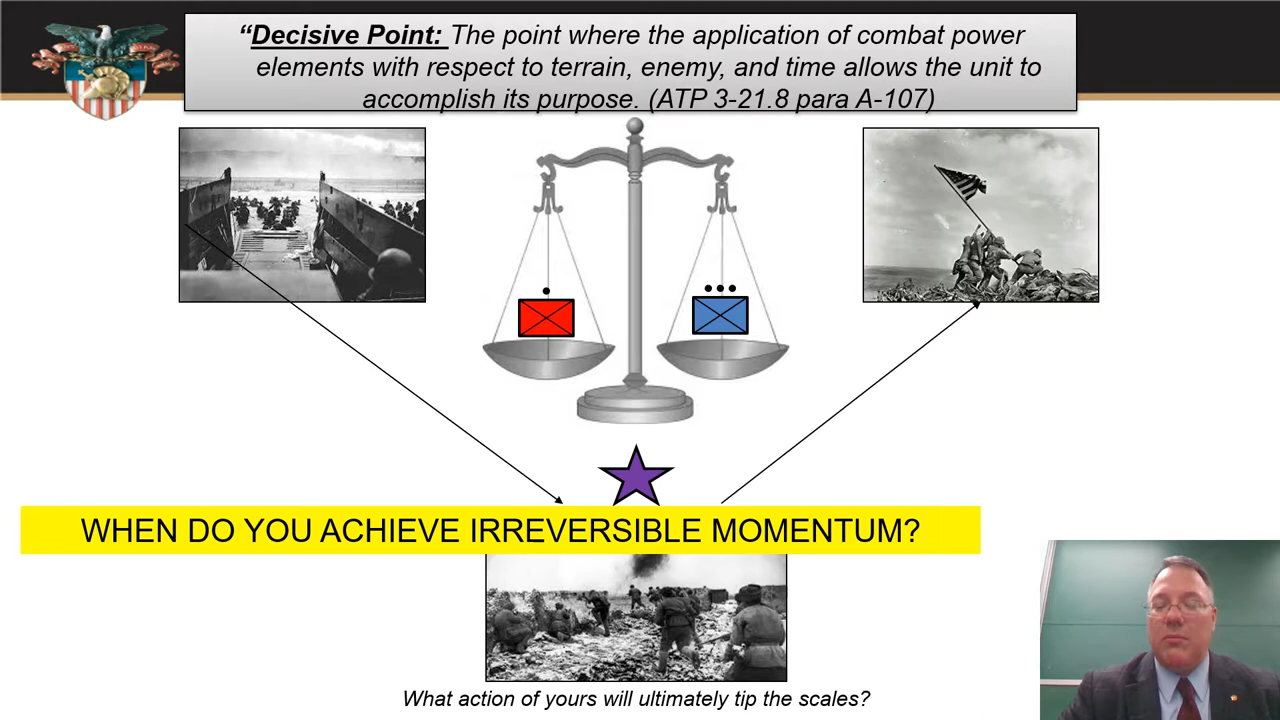 “Decisive Point: The point where the application of combat power
elements with respect to terrain, enemy, and time allows the unit to
accomplish its purpose. (ATP 3-21.8 para A-107)
WHEN DO YOU ACHIEVE IRREVERSIBLE MOMENTUM?
What action of yours will ultimately tip the scales?